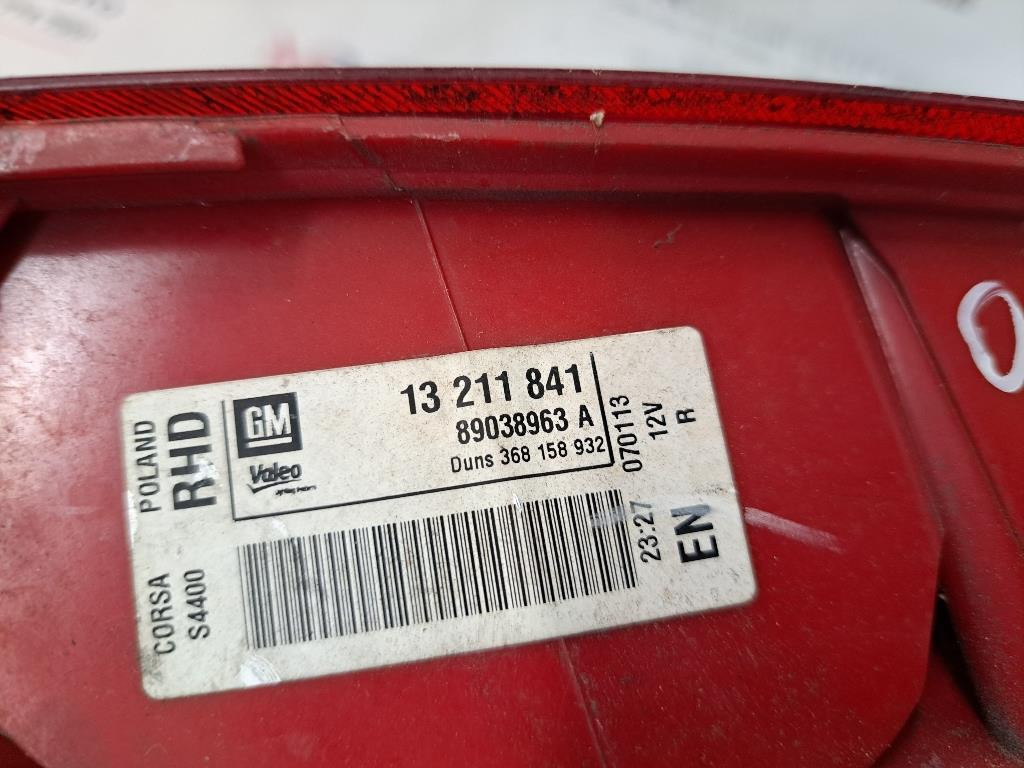 POLAND
RHD
CORSA
S4400
GM
Valeo
13 211 841
89038963 A
Duns 368 158 932
070113
12V
R
23:27
EN